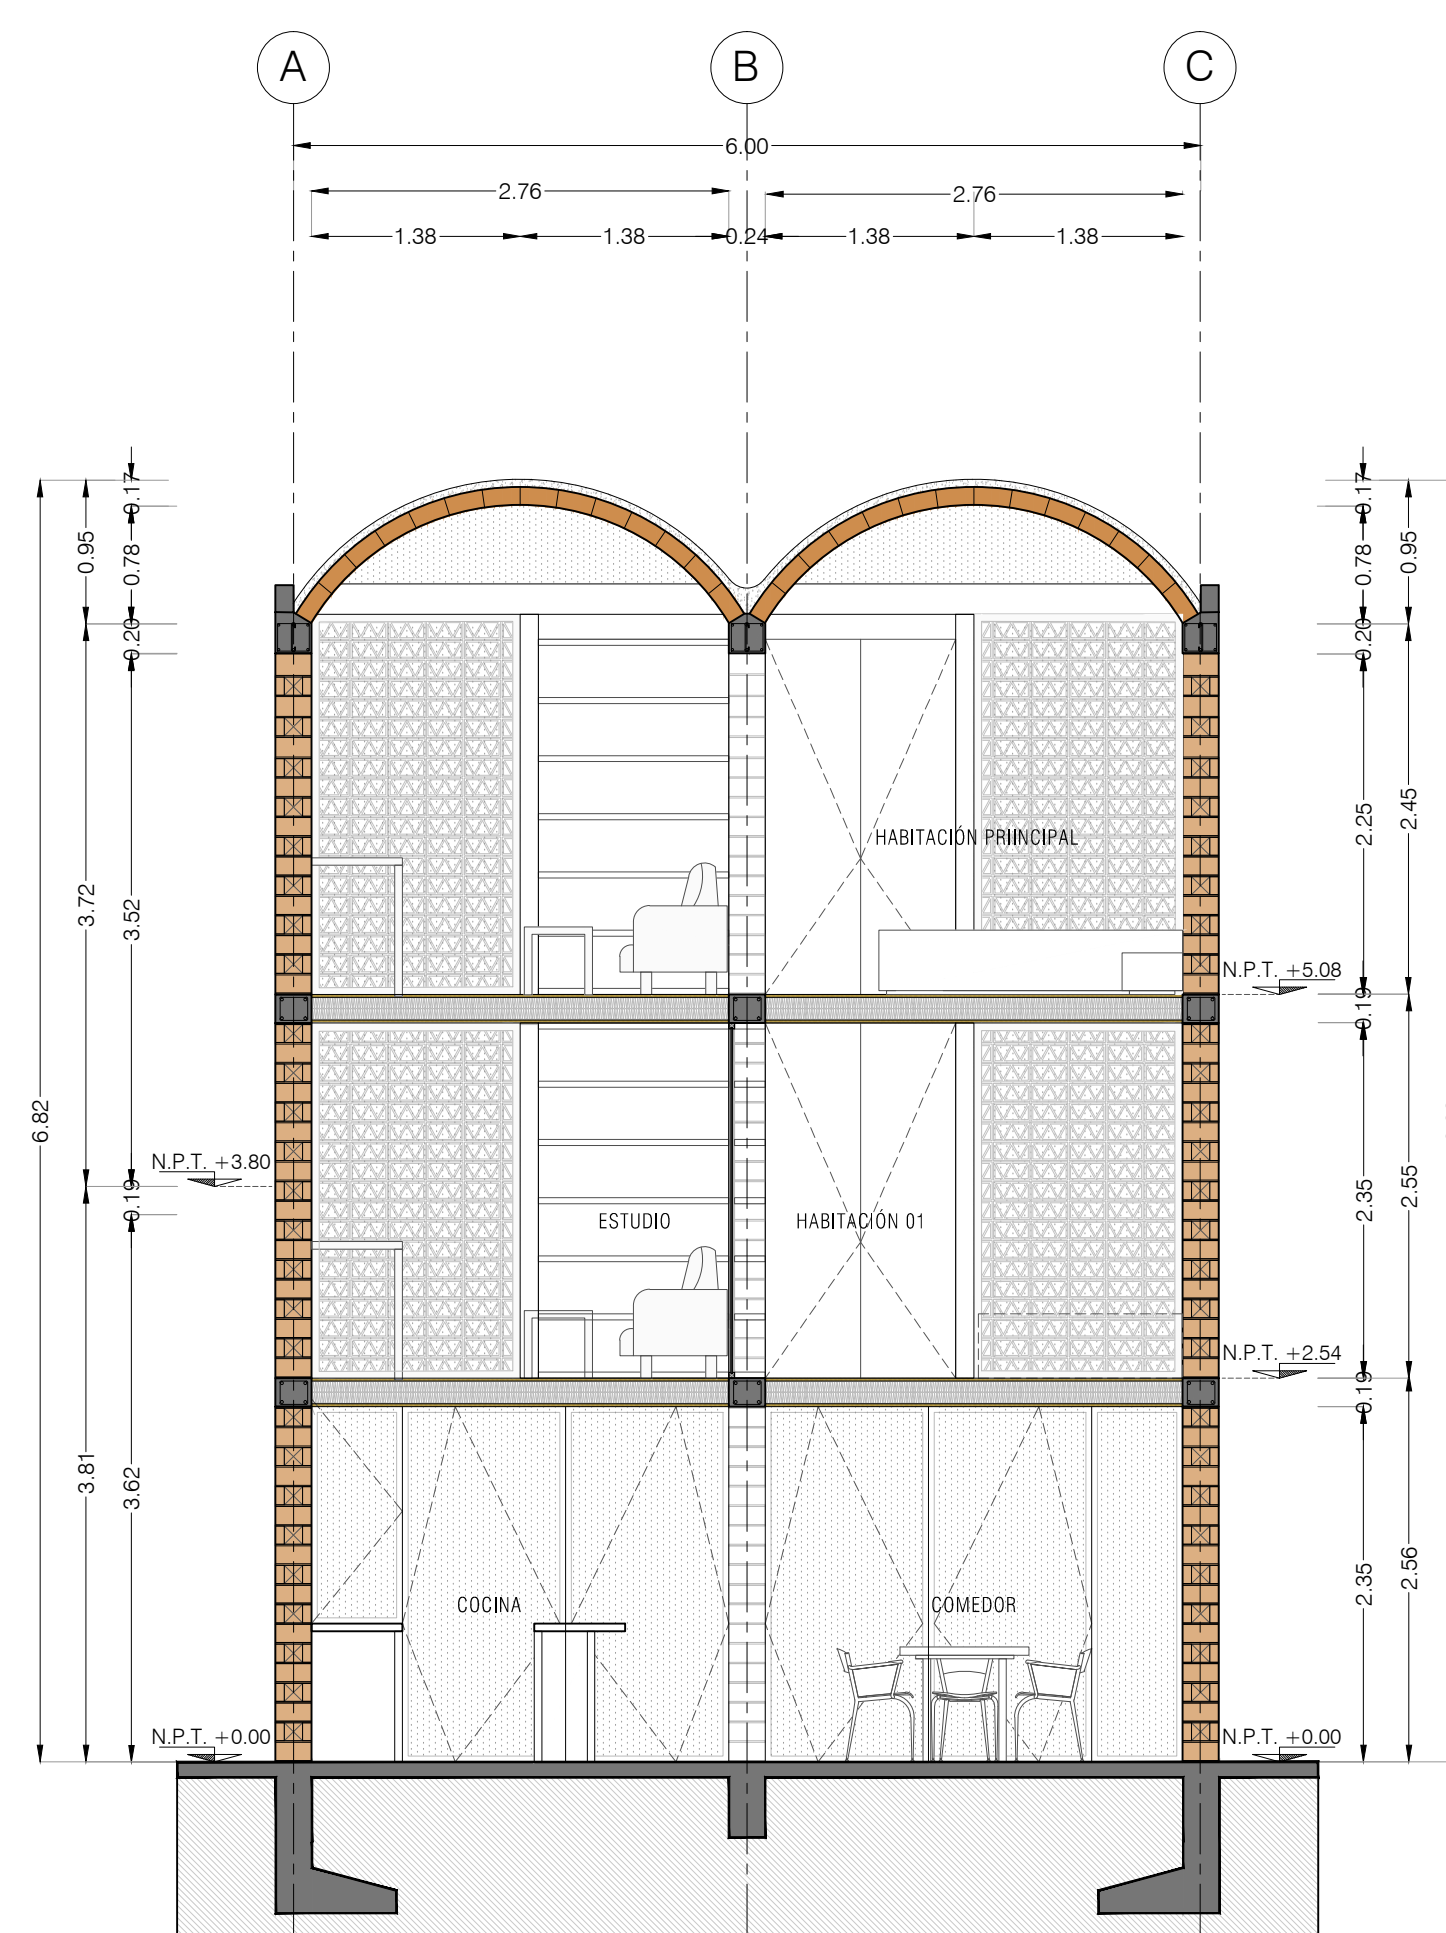 A B C
6.00
2.76 2.76
1.38 1.38 0.24 1.38 1.38
0.17 0.17
0.95 0.78 0.78 0.95
0.20 0.20
HABITACIÓN PRIINCIPAL
3.72 3.52 2.25 2.45
N.P.T. +5.08
0.19
6.82
N.P.T. +3.80
0.19
ESTUDIO HABITACIÓN 01
2.35 2.55
N.P.T. +2.54
0.19
3.81 3.62
COCINA COMEDOR
2.35 2.56
N.P.T. +0.00 N.P.T. +0.00